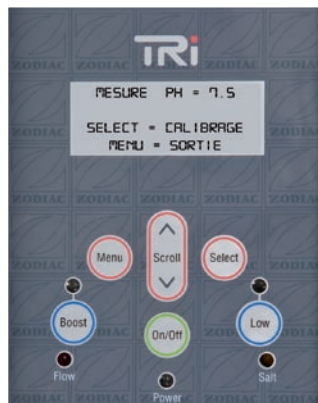 TRi
MESURE PH = 7.5
SELECT = CALIBRAGE
MENU = SORTIE
Menu
Scroll
Select
Boost
On/Off
Low
Flow
Power
Salt
ZODIAC